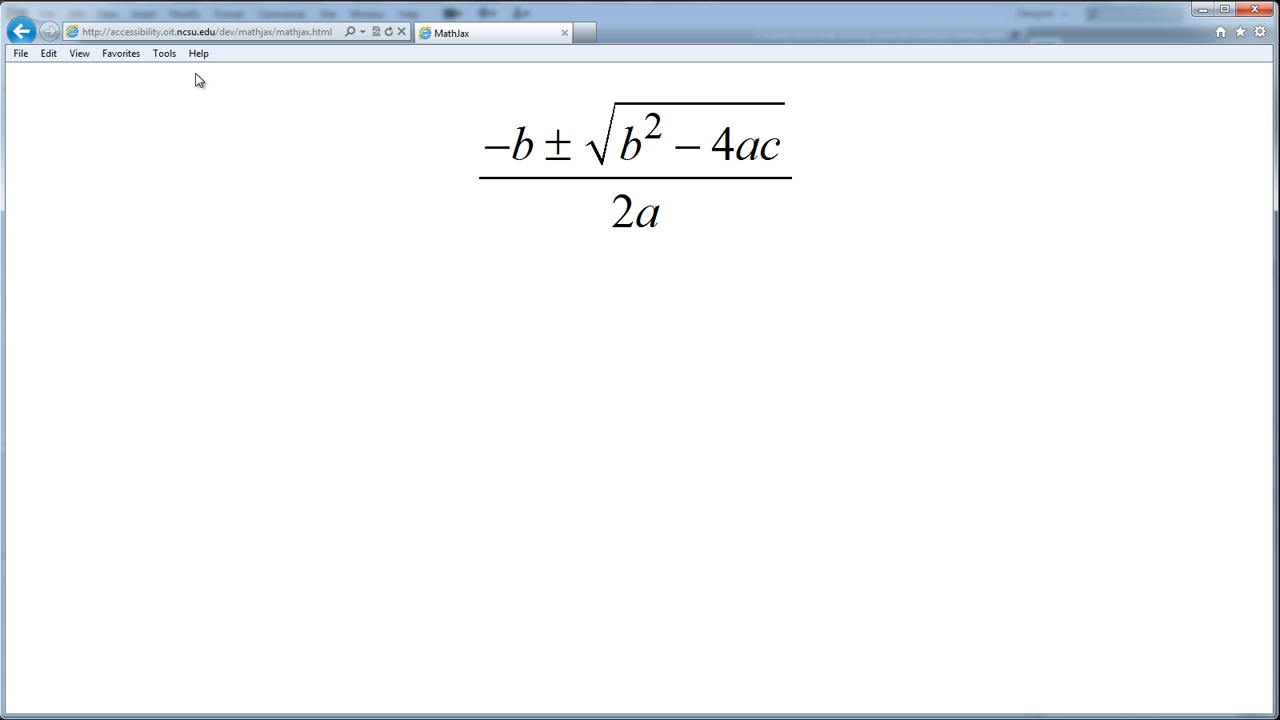 http://accessibility.oit.ncsu.edu/dev/mathjax/mathjax.html
MathJax
File Edit View Favorites Tools Help
−b ± √b² − 4ac
2a